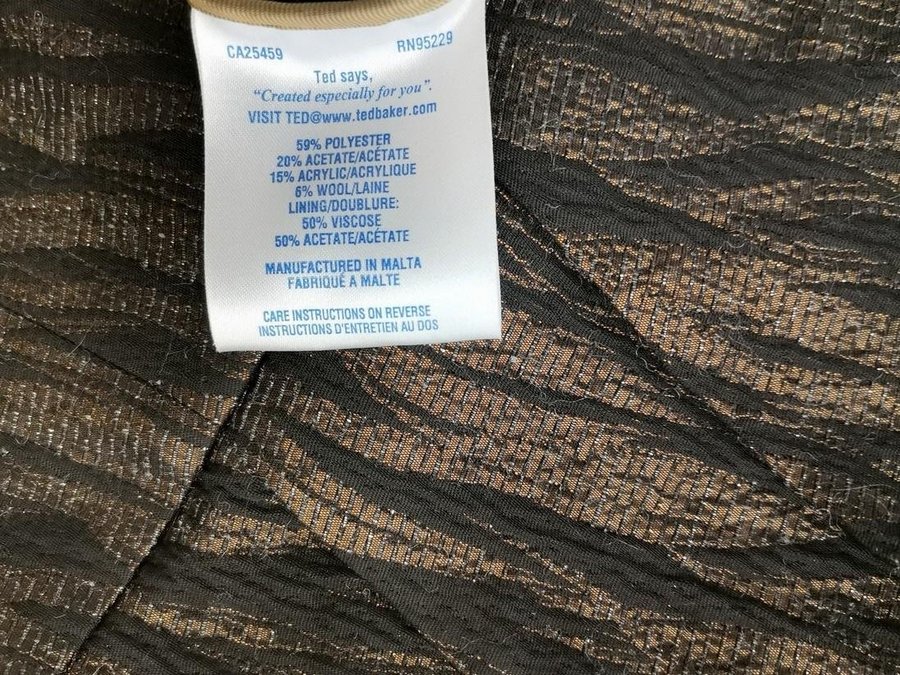 CA25459 RN95229
Ted says,
“Created especially for you”.
VISIT TED@www.tedbaker.com
59% POLYESTER
20% ACETATE/ACÉTATE
15% ACRYLIC/ACRYLIQUE
6% WOOL/LAINE
LINING/DOUBLURE:
50% VISCOSE
50% ACETATE/ACÉTATE
MANUFACTURED IN MALTA
FABRIQUÉ A MALTE
CARE INSTRUCTIONS ON REVERSE
INSTRUCTIONS D'ENTRETIEN AU DOS